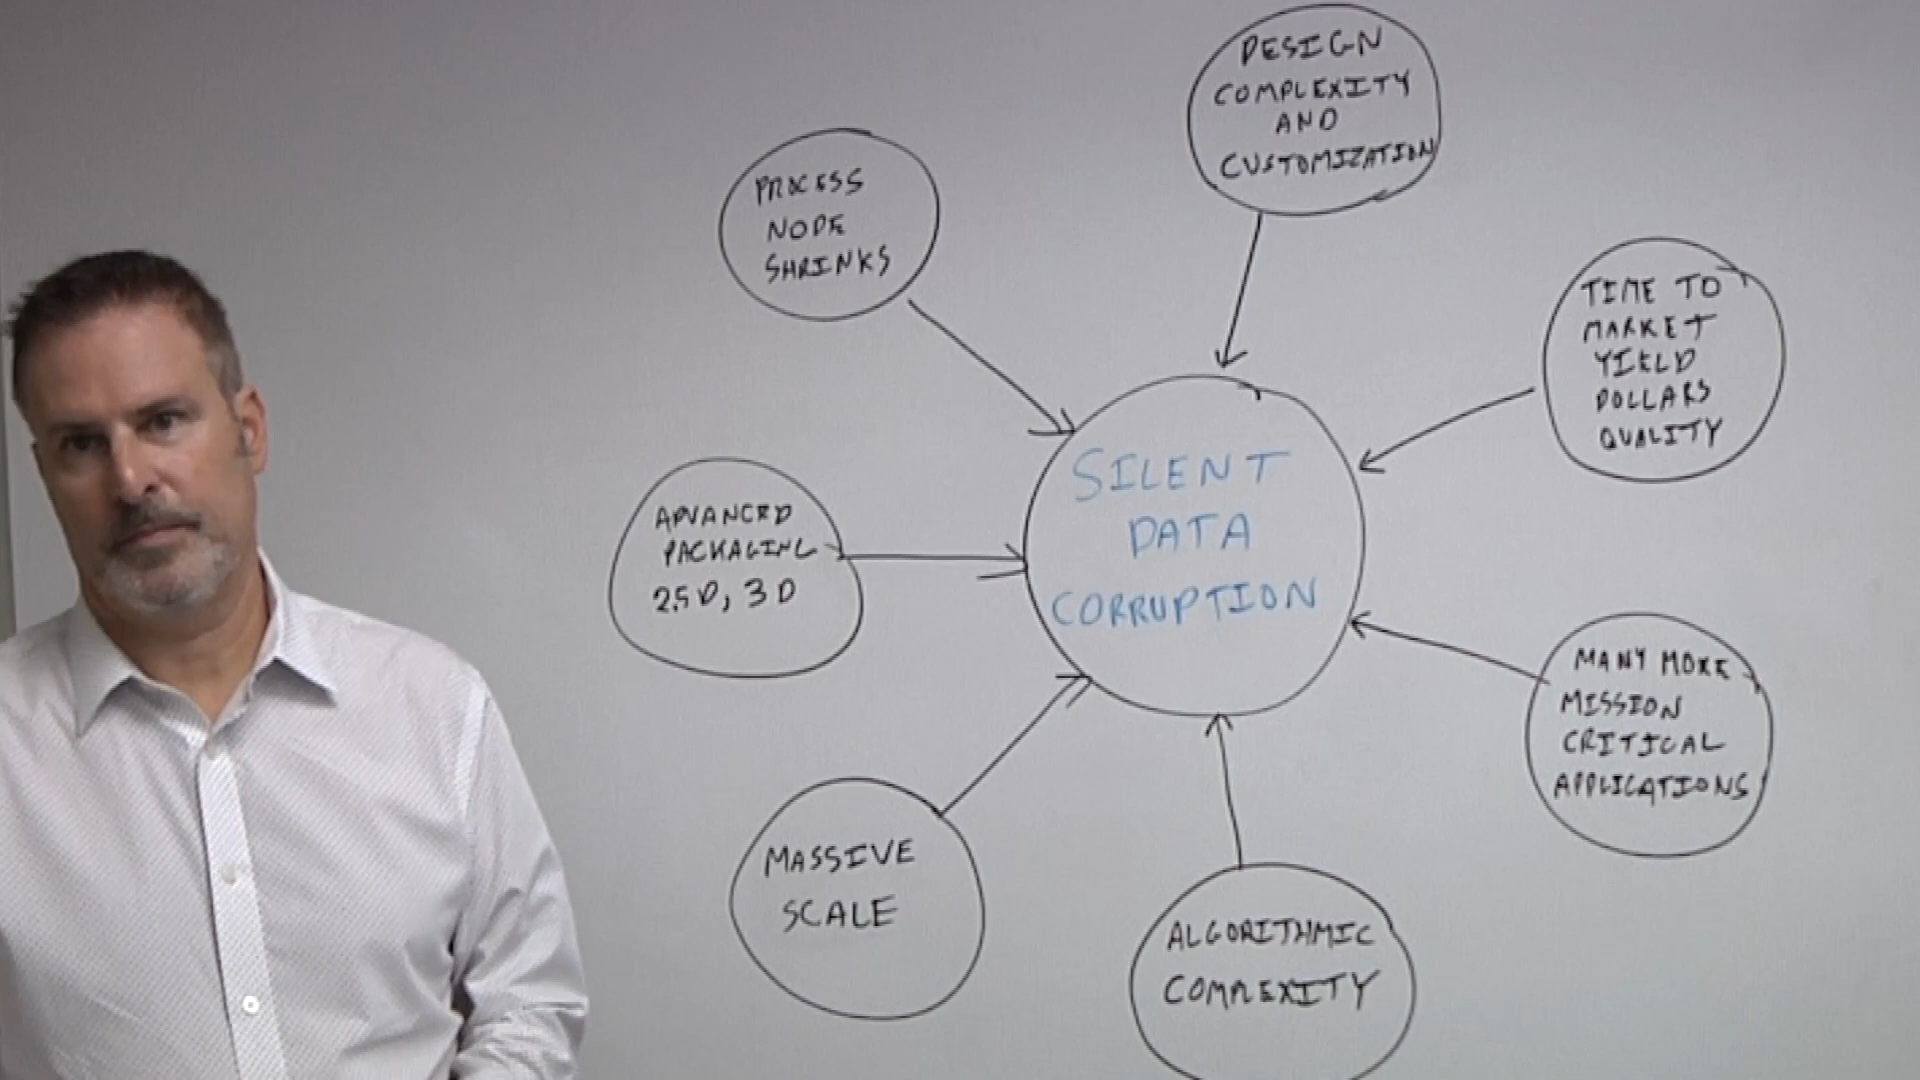 DESIGN
COMPLEXITY
AND
CUSTOMIZATION
PROCESS
NODE
SHRINKS
TIME TO
MARKET
YIELD
DOLLARS
QUALITY
SILENT
DATA
CORRUPTION
ADVANCED
PACKAGING
2.5D, 3D
MANY MORE
MISSION
CRITICAL
APPLICATIONS
MASSIVE
SCALE
ALGORITHMIC
COMPLEXITY